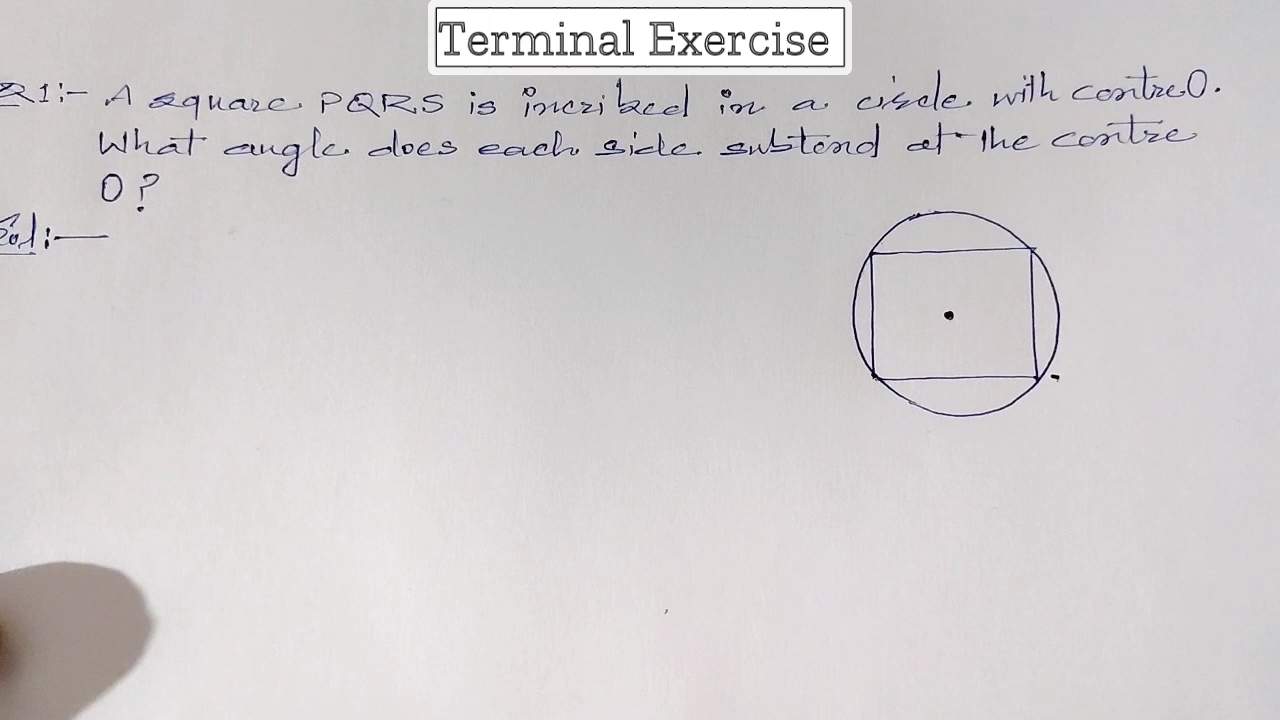 Terminal Exercise
Q1:- A square PQRS is incribed in a circle with centre O.
What angle does each side subtend at the centre
O?
Sol:—